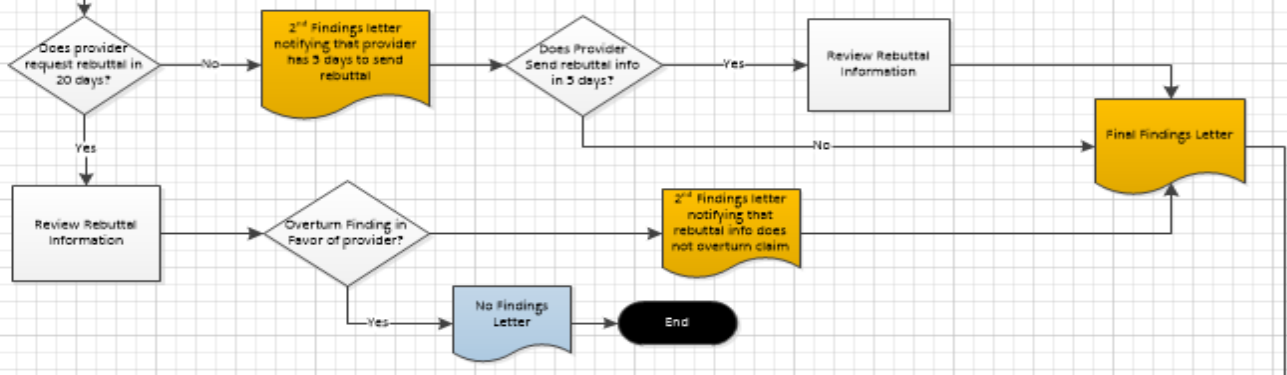 Does provider
request rebuttal in
20 days?
No
2nd Findings letter
notifying that provider
has 5 days to send
rebuttal
Does Provider
Send rebuttal info
in 5 days?
Yes
Review Rebuttal
Information
Final Findings Letter
No
Yes
Review Rebuttal
Information
Overturn Finding in
Favor of provider?
2nd Findings letter
notifying that
rebuttal info does
not overturn claim
Yes
No Findings
Letter
End